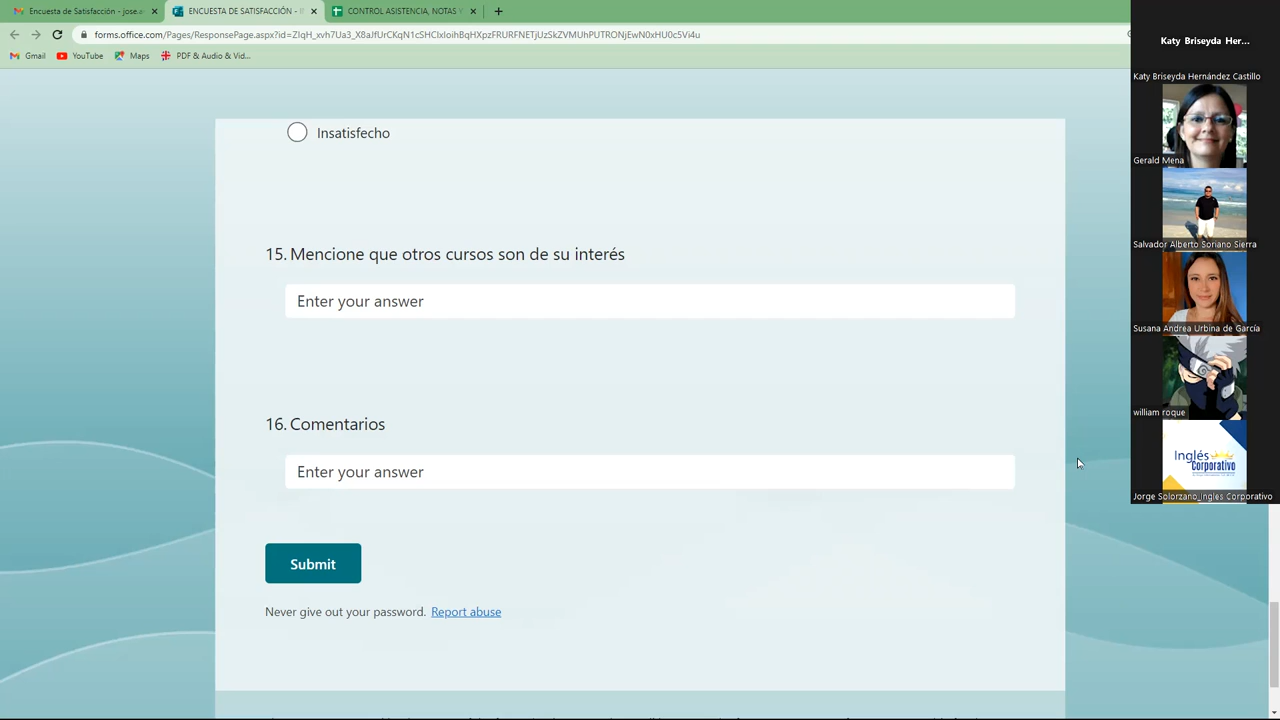 Encuesta de Satisfacción - jose.a
ENCUESTA DE SATISFACCIÓN - R
CONTROL ASISTENCIA, NOTAS Y
forms.office.com/Pages/ResponsePage.aspx?id=ZIqH_xvh7Ua3_X8aJfUrCKqN1cSHCIxIoihBqHXpzFRURFNETjUzSkZVMUhPUTRONjEwN0xHU0c5Vi4u
Gmail
YouTube
Maps
PDF & Audio & Vid...
Insatisfecho
15. Mencione que otros cursos son de su interés
Enter your answer
16. Comentarios
Enter your answer
Submit
Never give out your password. Report abuse
Katy Briseyda Her...
Katy Briseyda Hernández Castillo
Gerald Mena
Salvador Alberto Soriano Sierra
Susana Andrea Urbina de García
william roque
Inglés
Corporativo
Jorge Solorzano_Ingles Corporativo